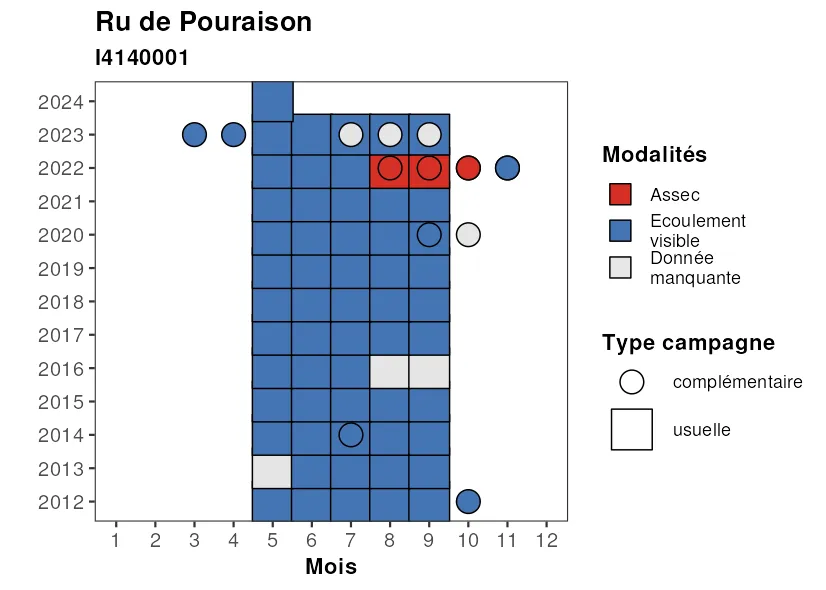 Ru de Pouraison
I4140001
2024
2023
2022
2021
2020
2019
2018
2017
2016
2015
2014
2013
2012
1 2 3 4 5 6 7 8 9 10 11 12
Mois
Modalités
Assec
Ecoulement
visible
Donnée
manquante
Type campagne
complémentaire
usuelle